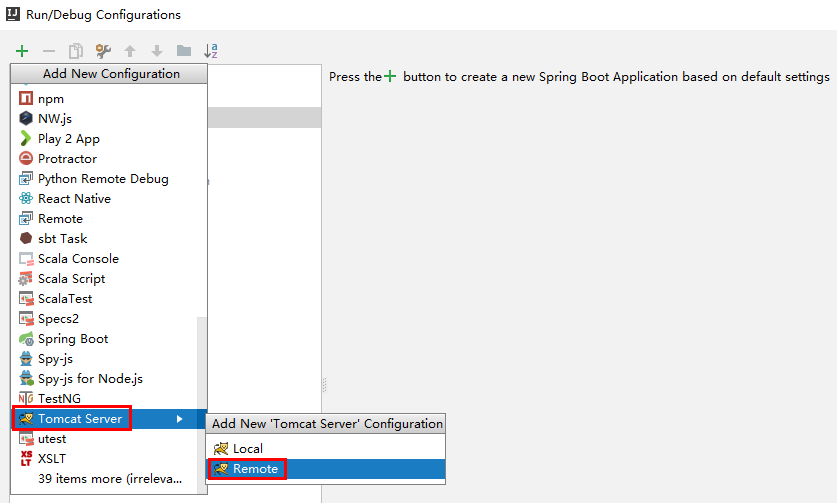 Run/Debug Configurations
Add New Configuration
Press the + button to create a new Spring Boot Application based on default settings
npm
NW.js
Play 2 App
Protractor
Python Remote Debug
React Native
Remote
sbt Task
Scala Console
Scala Script
ScalaTest
Specs2
Spring Boot
Spy-js
Spy-js for Node.js
TestNG
Tomcat Server
Add New 'Tomcat Server' Configuration
utest
Local
XSLT
Remote
39 items more (irreleva...